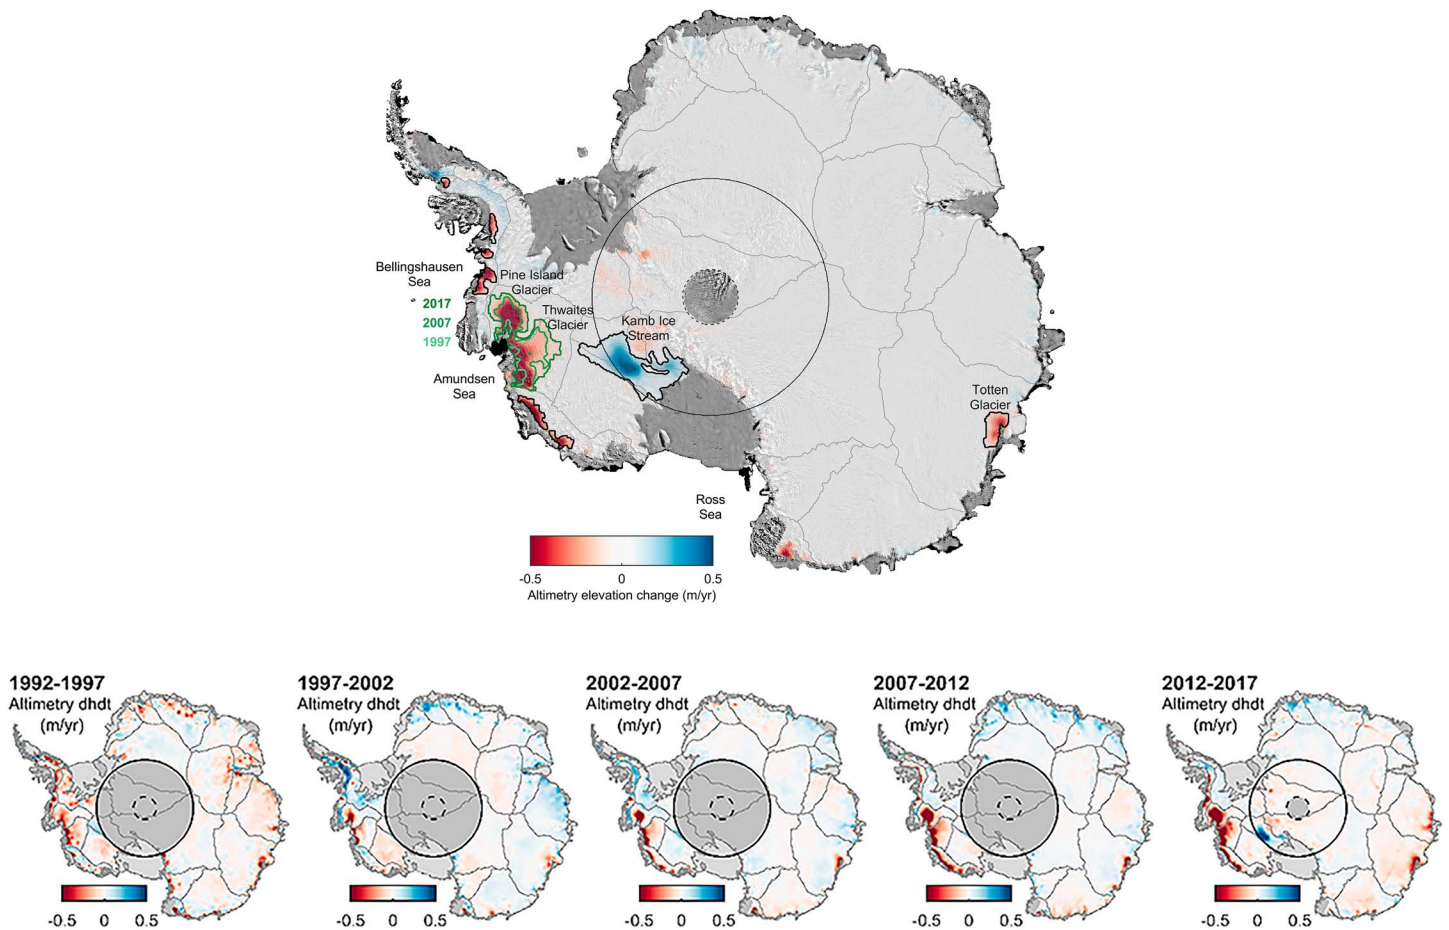 Bellingshausen
Sea
Pine Island
Glacier
2017
2007
1997
Thwaites
Glacier
Kamb Ice
Stream
Amundsen
Sea
Totten
Glacier
Ross
Sea
-0.5 0 0.5
Altimetry elevation change (m/yr)
1992-1997
Altimetry dhdt
(m/yr)
-0.5 0 0.5
1997-2002
Altimetry dhdt
(m/yr)
-0.5 0 0.5
2002-2007
Altimetry dhdt
(m/yr)
-0.5 0 0.5
2007-2012
Altimetry dhdt
(m/yr)
-0.5 0 0.5
2012-2017
Altimetry dhdt
(m/yr)
-0.5 0 0.5